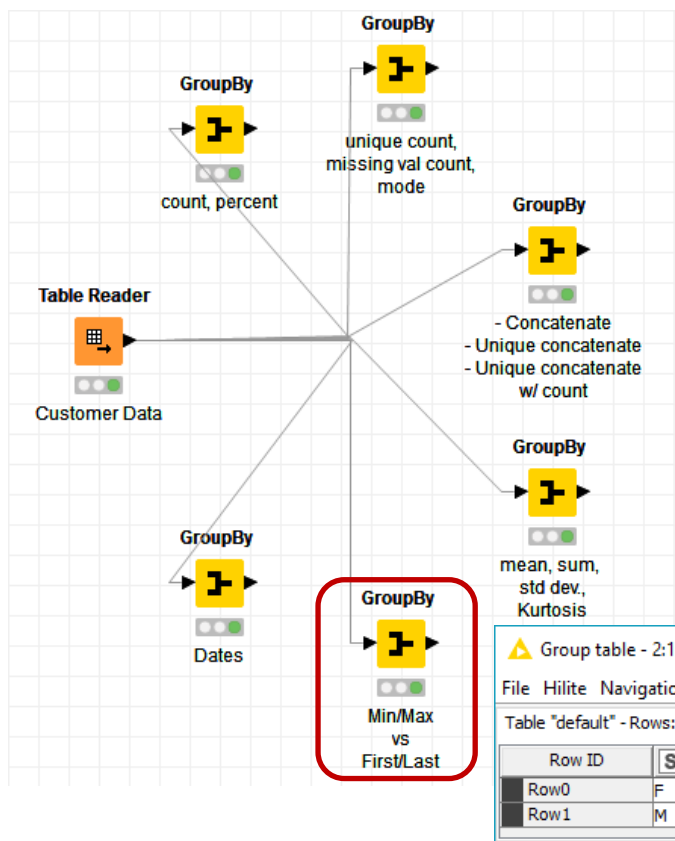 GroupBy
unique count,
missing val count,
mode
GroupBy
count, percent
GroupBy
- Concatenate
- Unique concatenate
- Unique concatenate
w/ count
Table Reader
Customer Data
GroupBy
mean, sum,
std dev.,
Kurtosis
GroupBy
Dates
GroupBy
Min/Max
vs
First/Last
Group table - 2:1
File Hilite Navigatio
Table "default" - Rows:
Row ID S
Row0 F
Row1 M